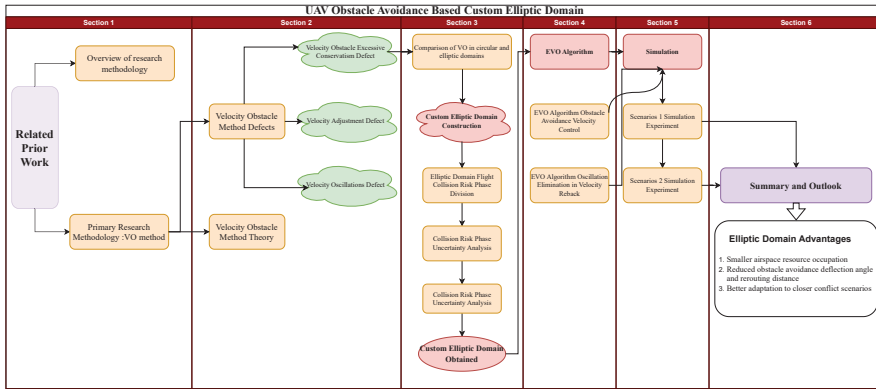 UAV Obstacle Avoidance Based Custom Elliptic Domain
Section 1
Section 2
Section 3
Section 4
Section 5
Section 6
Related
Prior
Work
Overview of research
methodology
Primary Research
Methodology :VO method
Velocity Obstacle Excessive
Conservation Defect
Velocity Obstacle
Method Defects
Velocity Adjustment Defect
Velocity Oscillations Defect
Velocity Obstacle
Method Theory
Comparison of VO in circular and
elliptic domains
Custom Elliptic Domain
Construction
Elliptic Domain Flight
Collision Risk Phase
Division
Collision Risk Phase
Uncertainty Analysis
Collision Risk Phase
Uncertainty Analysis
Custom Elliptic Domain
Obtained
EVO Algorithm
EVO Algorithm Obstacle
Avoidance Velocity
Control
EVO Algorithm Oscillation
Elimination in Velocity
Reback
Simulation
Scenarios 1 Simulation
Experiment
Scenarios 2 Simulation
Experiment
Summary and Outlook
Elliptic Domain Advantages
1. Smaller airspace resource occupation
2. Reduced obstacle avoidance deflection angle
and rerouting distance
3. Better adaptation to closer conflict scenarios